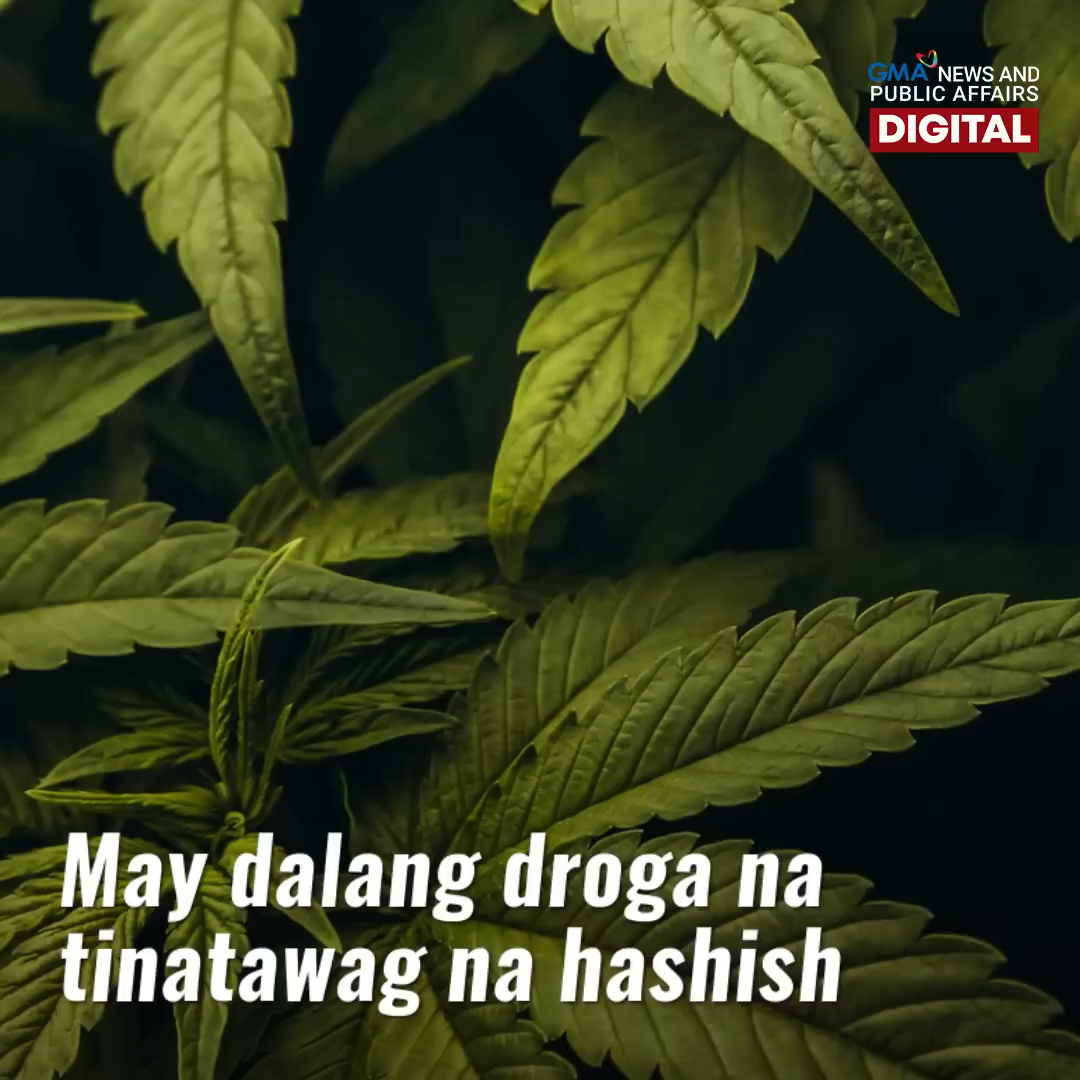 GMA NEWS AND
PUBLIC AFFAIRS
DIGITAL
May dalang droga na
tinatawag na hashish